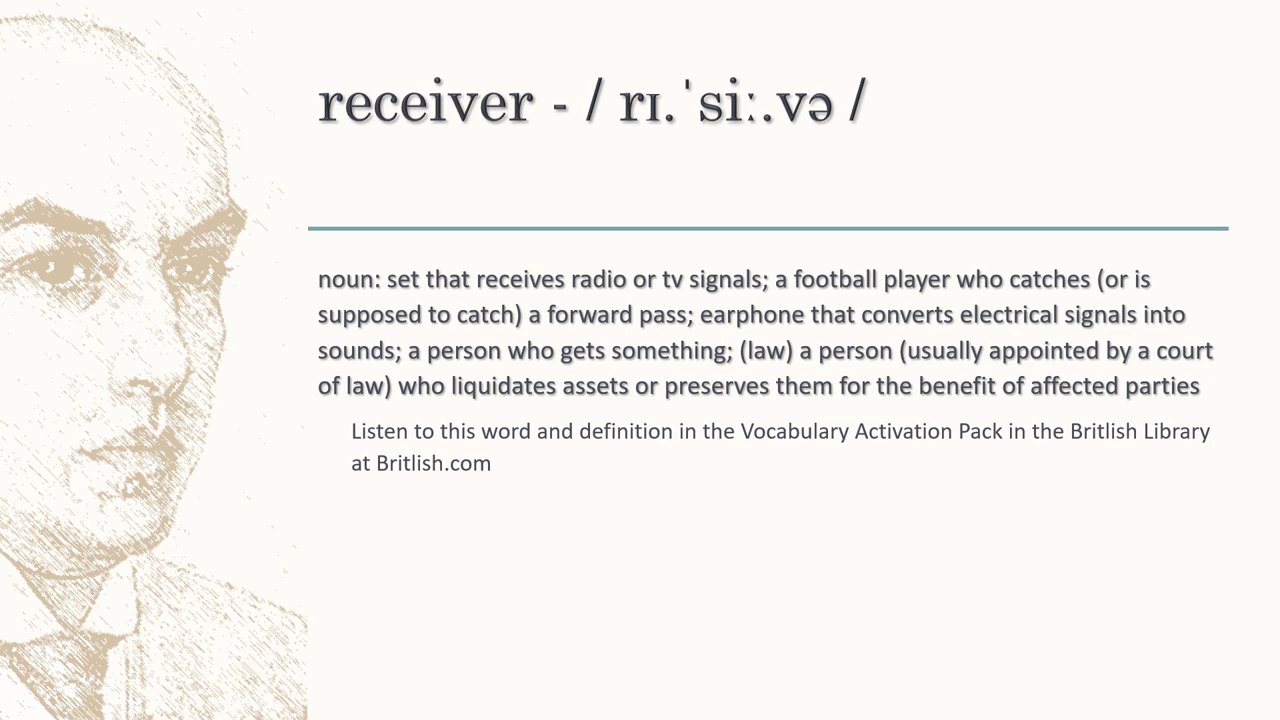 receiver - / rɪ.ˈsiː.və /
noun: set that receives radio or tv signals; a football player who catches (or is
supposed to catch) a forward pass; earphone that converts electrical signals into
sounds; a person who gets something; (law) a person (usually appointed by a court
of law) who liquidates assets or preserves them for the benefit of affected parties
Listen to this word and definition in the Vocabulary Activation Pack in the Britlish Library
at Britlish.com